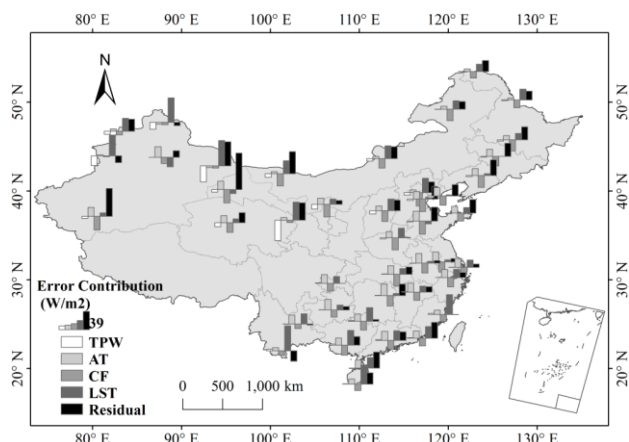 80° E 90° E 100° E 110° E 120° E 130° E
N
50° N 50° N
40° N 40° N
30° N 30° N
20° N 20° N
Error Contribution
(W/m2)
39
TPW
AT
CF
LST
Residual
0 500 1,000 km
80° E 90° E 100° E 110° E 120° E 130° E